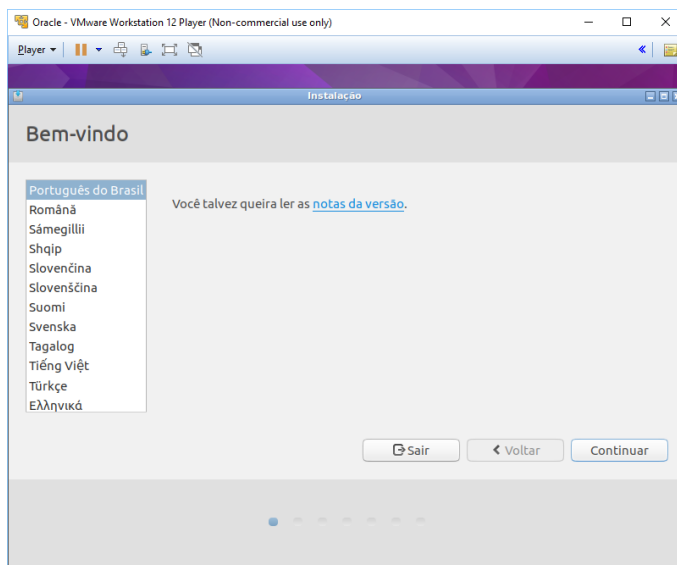 Oracle - VMware Workstation 12 Player (Non-commercial use only)
Player
Instalação
Bem-vindo
Português do Brasil
Română
Sámegillii
Shqip
Slovenčina
Slovenščina
Suomi
Svenska
Tagalog
Tiếng Việt
Türkçe
Ελληνικά
Você talvez queira ler as notas da versão.
Sair
Voltar
Continuar